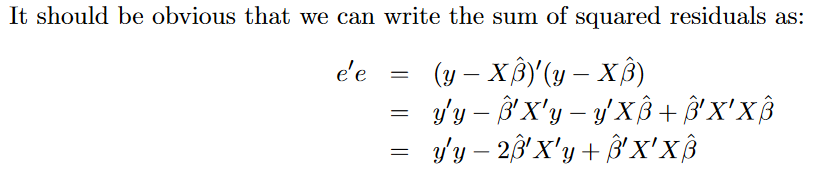 It should be obvious that we can write the sum of squared residuals as:
e′e = (y − Xβ̂)′(y − Xβ̂)
= y′y − β̂′X′y − y′Xβ̂ + β̂′X′Xβ̂
= y′y − 2β̂′X′y + β̂′X′Xβ̂